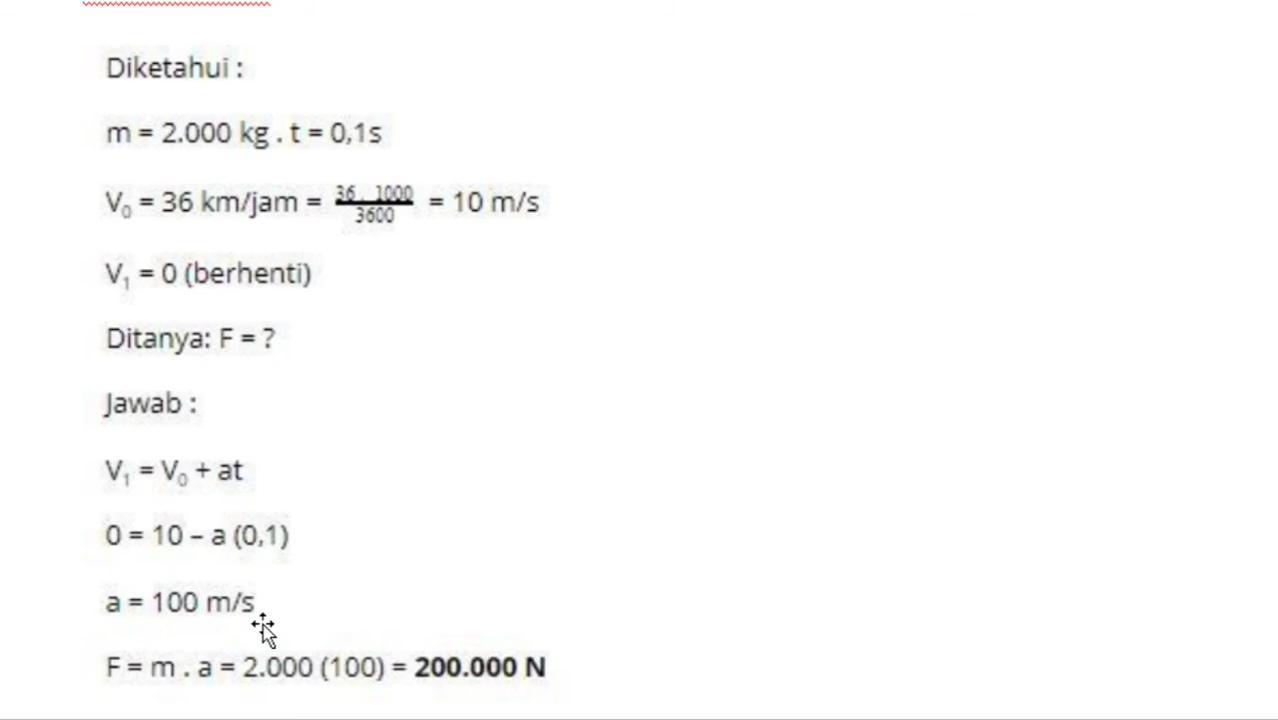 Diketahui :
m = 2.000 kg . t = 0,1s
V₀ = 36 km/jam = 36 . 1000 / 3600 = 10 m/s
V₁ = 0 (berhenti)
Ditanya: F = ?
Jawab :
V₁ = V₀ + at
0 = 10 – a (0,1)
a = 100 m/s
F = m . a = 2.000 (100) = 200.000 N